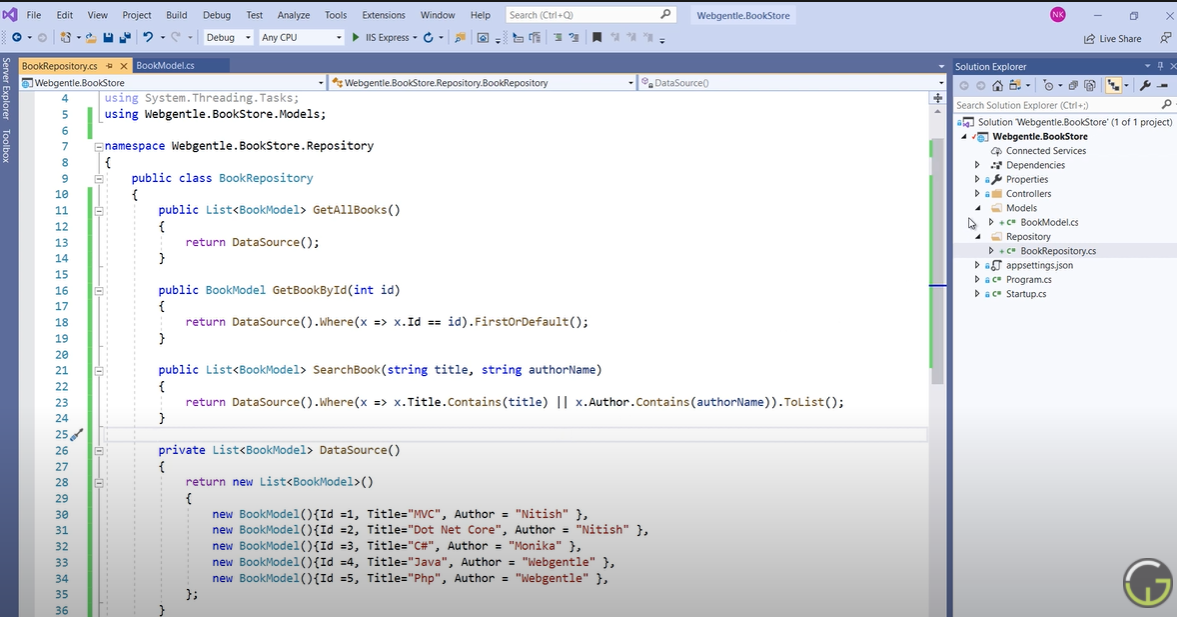 File Edit View Project Build Debug Test Analyze Tools Extensions Window Help Search (Ctrl+Q) Webgentle.BookStore NK
Debug Any CPU IIS Express Live Share
Server Explorer
Toolbox
BookRepository.cs BookModel.cs
Webgentle.BookStore Webgentle.BookStore.Repository.BookRepository DataSource()
4 using System.Threading.Tasks;
5 using Webgentle.BookStore.Models;
6
7 namespace Webgentle.BookStore.Repository
8 {
9 public class BookRepository
10 {
11 public List<BookModel> GetAllBooks()
12 {
13 return DataSource();
14 }
15
16 public BookModel GetBookById(int id)
17 {
18 return DataSource().Where(x => x.Id == id).FirstOrDefault();
19 }
20
21 public List<BookModel> SearchBook(string title, string authorName)
22 {
23 return DataSource().Where(x => x.Title.Contains(title) || x.Author.Contains(authorName)).ToList();
24 }
25
26 private List<BookModel> DataSource()
27 {
28 return new List<BookModel>()
29 {
30 new BookModel(){Id =1, Title="MVC", Author = "Nitish" },
31 new BookModel(){Id =2, Title="Dot Net Core", Author = "Nitish" },
32 new BookModel(){Id =3, Title="C#", Author = "Monika" },
33 new BookModel(){Id =4, Title="Java", Author = "Webgentle" },
34 new BookModel(){Id =5, Title="Php", Author = "Webgentle" },
35 };
36 }
Solution Explorer
Search Solution Explorer (Ctrl+;)
Solution 'Webgentle.BookStore' (1 of 1 project)
Webgentle.BookStore
Connected Services
Dependencies
Properties
Controllers
Models
C# BookModel.cs
Repository
C# BookRepository.cs
appsettings.json
C# Program.cs
C# Startup.cs